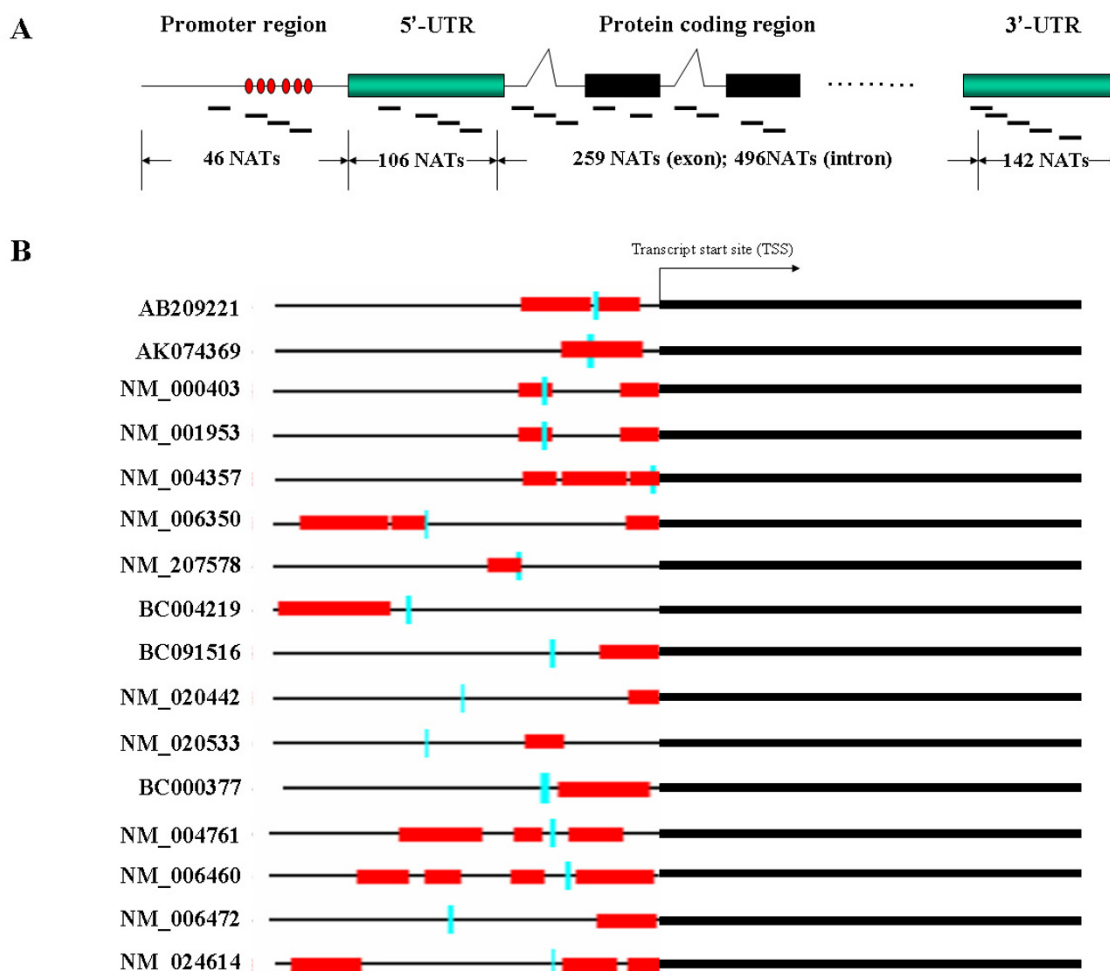 A
Promoter region 5'-UTR Protein coding region 3'-UTR
46 NATs 106 NATs 259 NATs (exon); 496NATs (intron) 142 NATs
B
Transcript start site (TSS)
AB209221
AK074369
NM_000403
NM_001953
NM_004357
NM_006350
NM_207578
BC004219
BC091516
NM_020442
NM_020533
BC000377
NM_004761
NM_006460
NM_006472
NM_024614